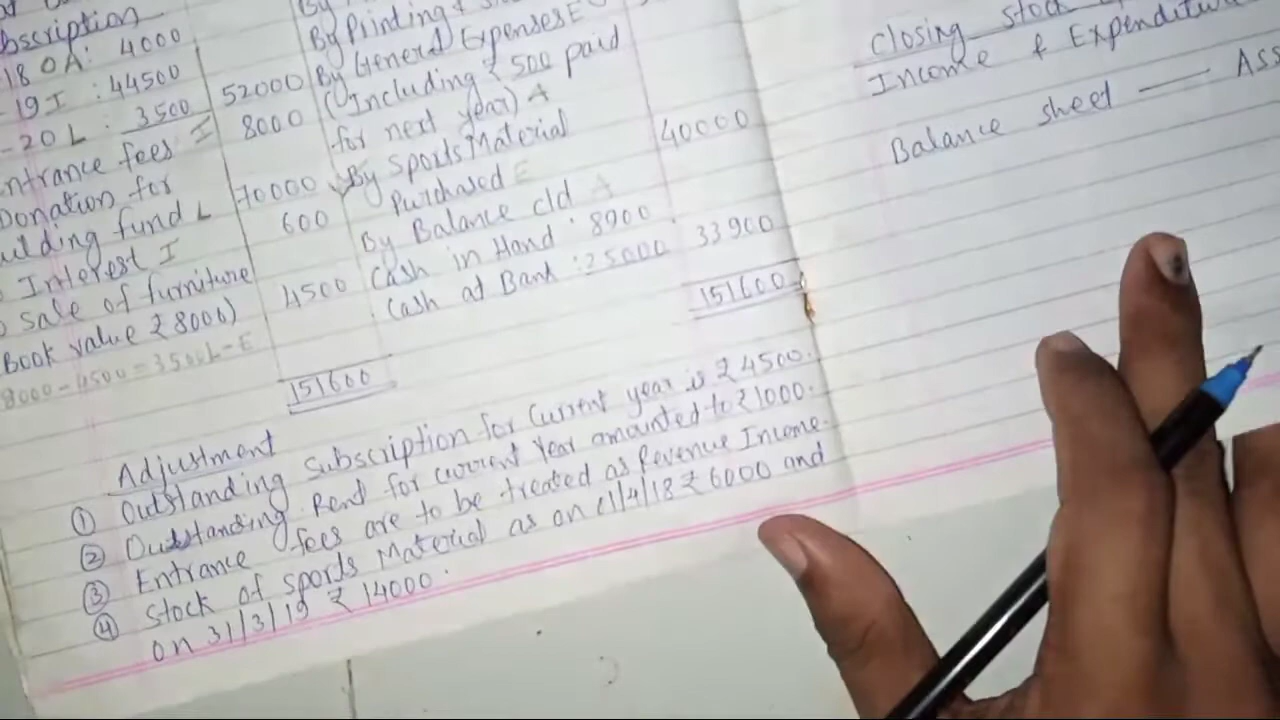 bscription
18 OA: 4000
-19 I : 44500
-20 L : 3500
52000
Entrance fees I
8000
Donation for
uilding fund L
70000
Interest I
600
Sale of furniture
Book value ₹ 8000)
4500
8000 - 4500 = 3500 L - E
151600
By
By Printing &
By General Expenses E
(Including ₹ 500 paid
for next year) A
By Sports Material
Purchased E
40000
By Balance c/d A
Cash in Hand : 8900
Cash at Bank : 25000
33900
151600
Closing stock
Income & Expenditu
Balance sheet — Ass
Adjustment
① Outstanding subscription for current year is ₹ 4500.
② Outstanding Rent for current Year amounted to ₹ 1000.
③ Entrance fees are to be treated as Revenue Income.
④ Stock of sports Material as on 1/4/18 ₹ 6000 and
on 31/3/19 ₹ 14000.